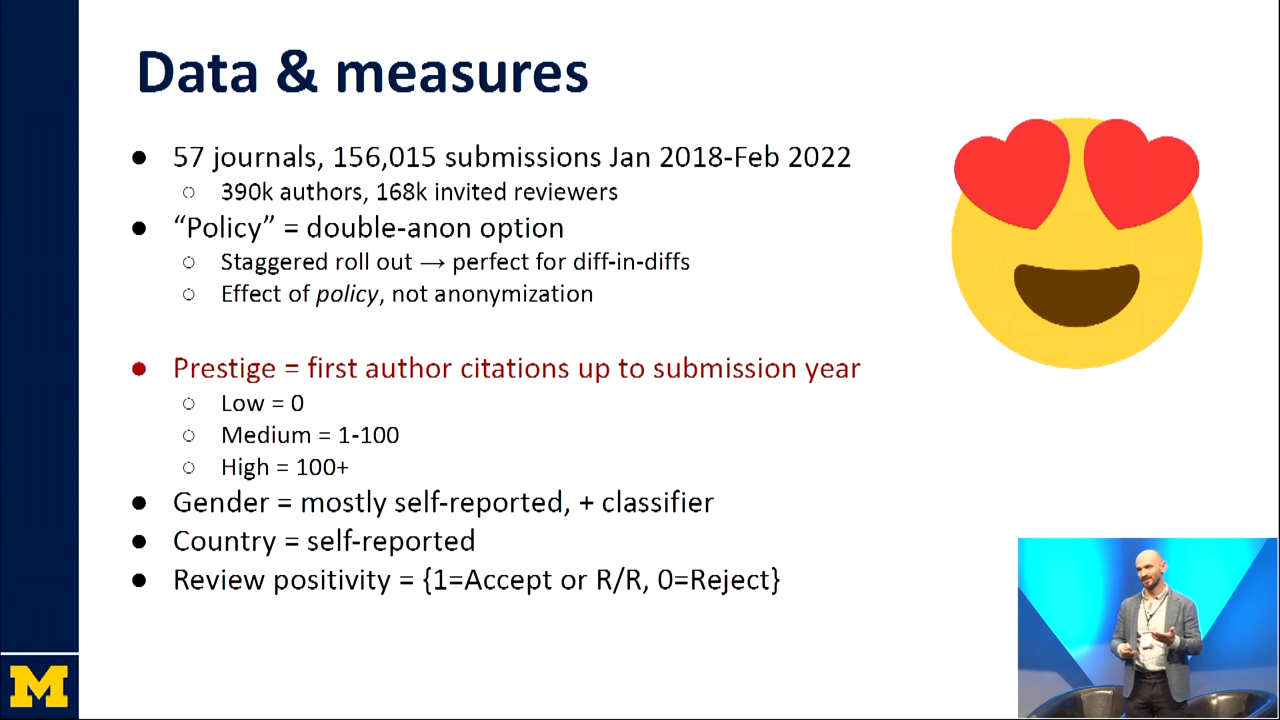 Data & measures
● 57 journals, 156,015 submissions Jan 2018-Feb 2022
○ 390k authors, 168k invited reviewers
● “Policy” = double-anon option
○ Staggered roll out → perfect for diff-in-diffs
○ Effect of policy, not anonymization
● Prestige = first author citations up to submission year
○ Low = 0
○ Medium = 1-100
○ High = 100+
● Gender = mostly self-reported, + classifier
● Country = self-reported
● Review positivity = {1=Accept or R/R, 0=Reject}
M